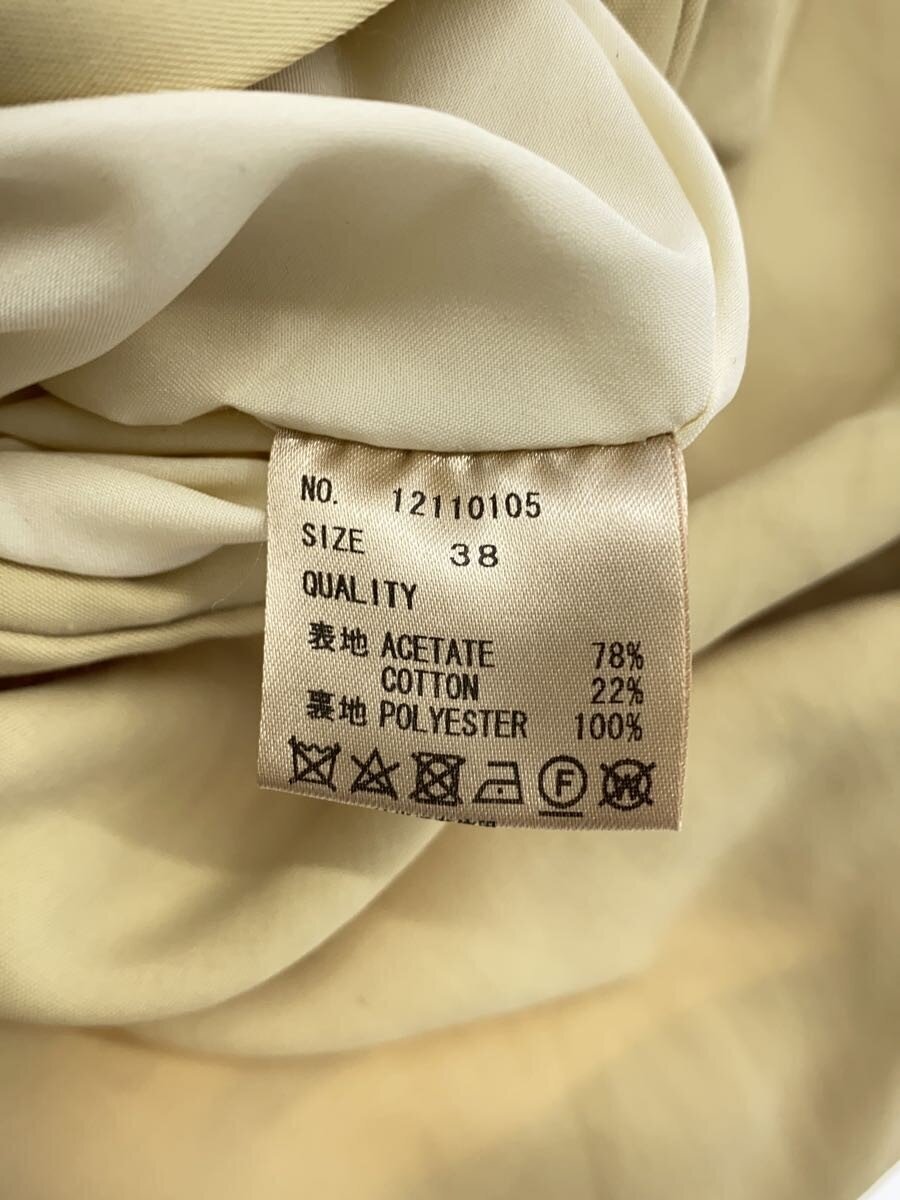 NO. 12110105
SIZE 38
QUALITY
表地 ACETATE 78%
COTTON 22%
裏地 POLYESTER 100%
F W